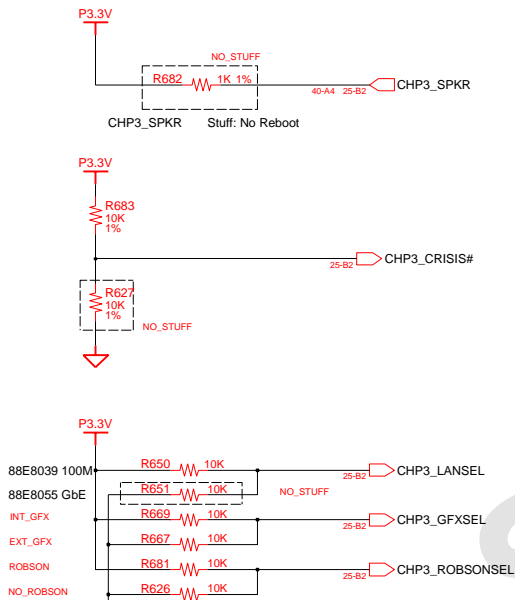 P3.3V
NO_STUFF
R682 1K 1%
40-A4 25-B2 CHP3_SPKR
CHP3_SPKR Stuff: No Reboot
P3.3V
R683
10K
1%
25-B2 CHP3_CRISIS#
R627
10K
1%
NO_STUFF
P3.3V
88E8039 100M R650 10K
25-B2 CHP3_LANSEL
88E8055 GbE R651 10K NO_STUFF
INT_GFX R669 10K
25-B2 CHP3_GFXSEL
EXT_GFX R667 10K
ROBSON R681 10K
25-B2 CHP3_ROBSONSEL
NO_ROBSON R626 10K